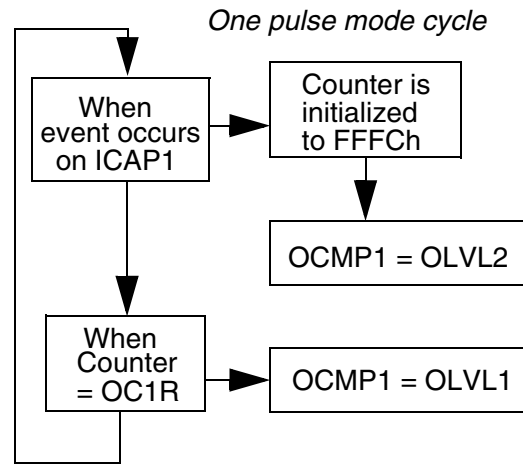 One pulse mode cycle
When
event occurs
on ICAP1
Counter is
initialized
to FFFCh
OCMP1 = OLVL2
When
Counter
= OC1R
OCMP1 = OLVL1